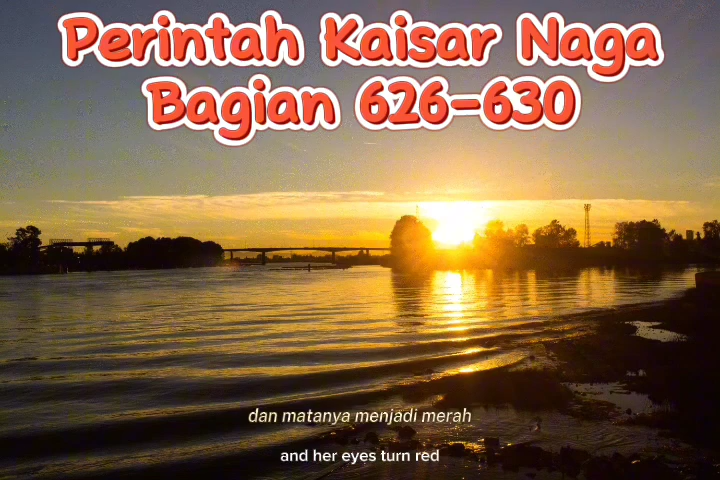 Perintah Kaisar Naga
Bagian 626-630
dan matanya menjadi merah
and her eyes turn red